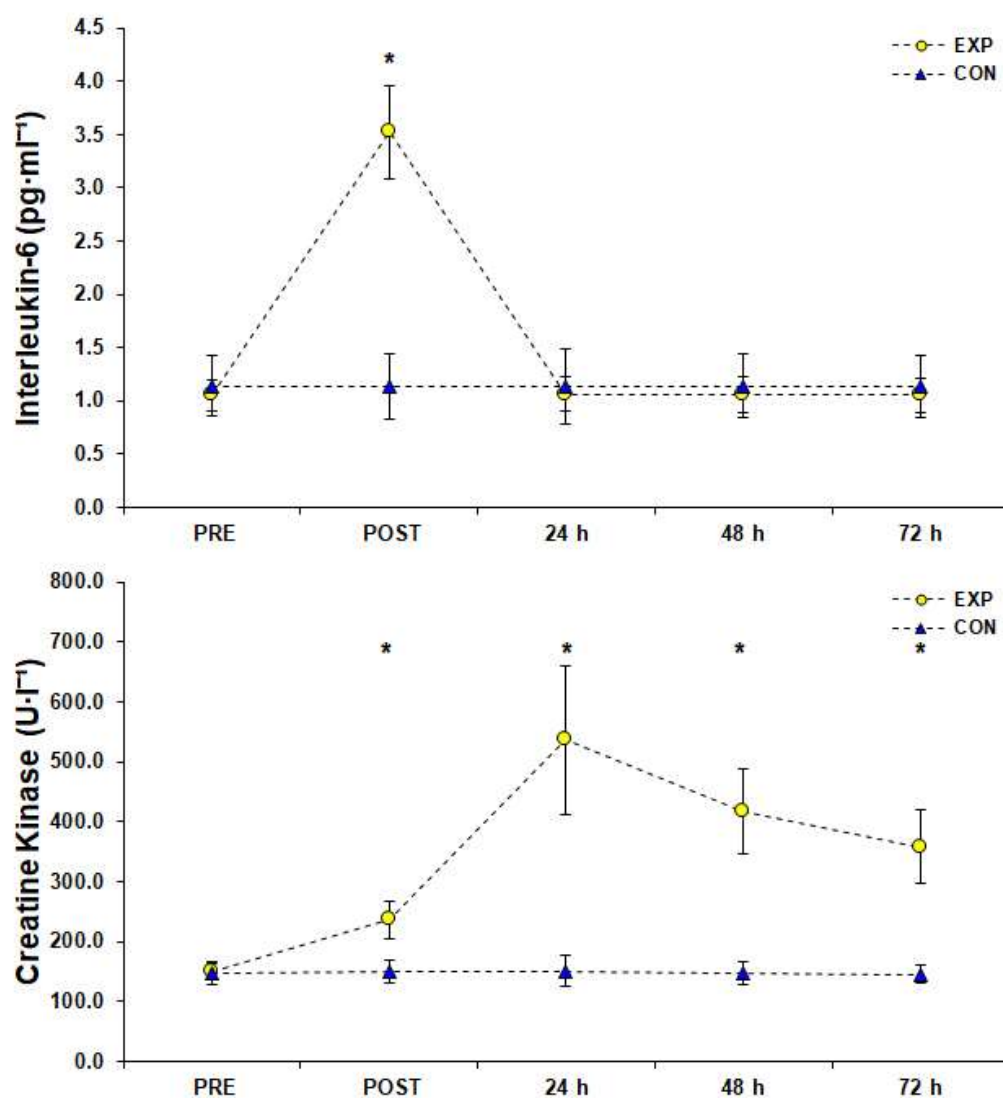 4.5
EXP
4.0
*
CON
3.5
3.0
2.5
2.0
1.5
1.0
0.5
0.0
Interleukin-6 (pg·ml⁻¹)
PRE POST 24 h 48 h 72 h
800.0
EXP
CON
700.0
* * * *
600.0
500.0
400.0
300.0
200.0
100.0
0.0
Creatine Kinase (U·l⁻¹)
PRE POST 24 h 48 h 72 h